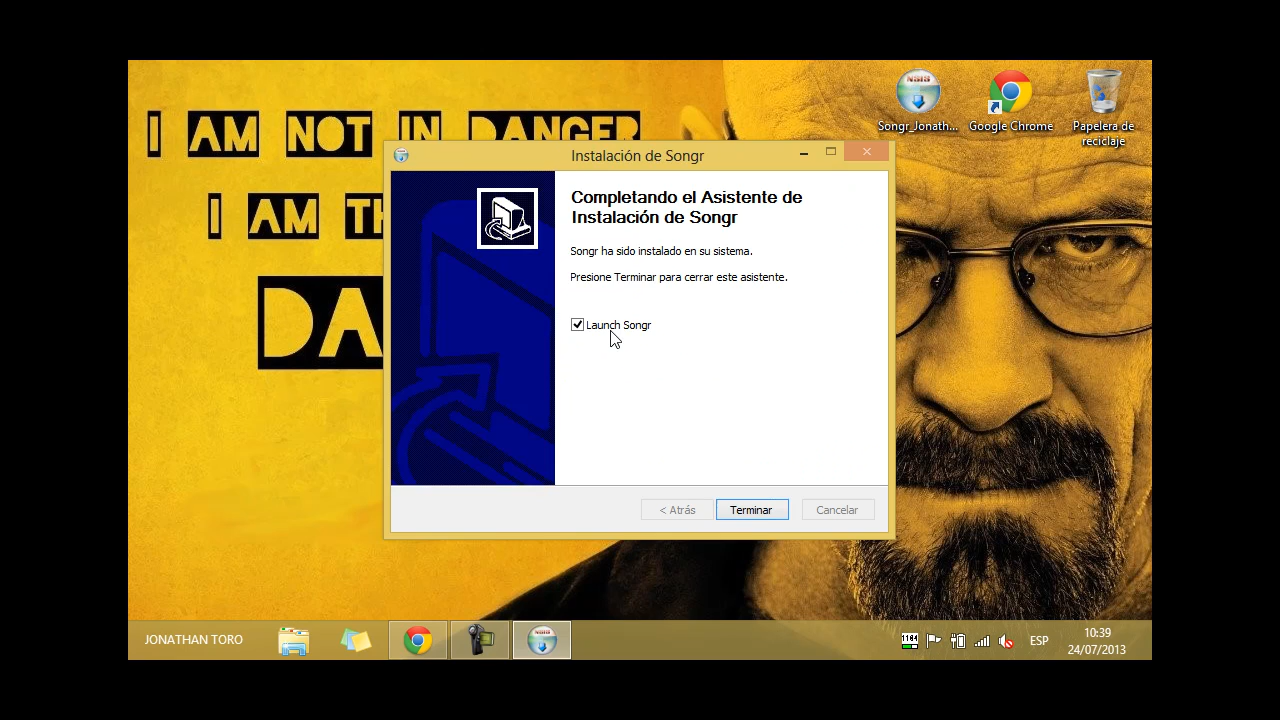 I AM NOT IN DANGER
I AM TH
DA
NSIS
Songr_Jonath...
Google Chrome
Papelera de
reciclaje
Instalación de Songr
Completando el Asistente de
Instalación de Songr
Songr ha sido instalado en su sistema.
Presione Terminar para cerrar este asistente.
Launch Songr
< Atrás
Terminar
Cancelar
JONATHAN TORO
1184
ESP
10:39
24/07/2013